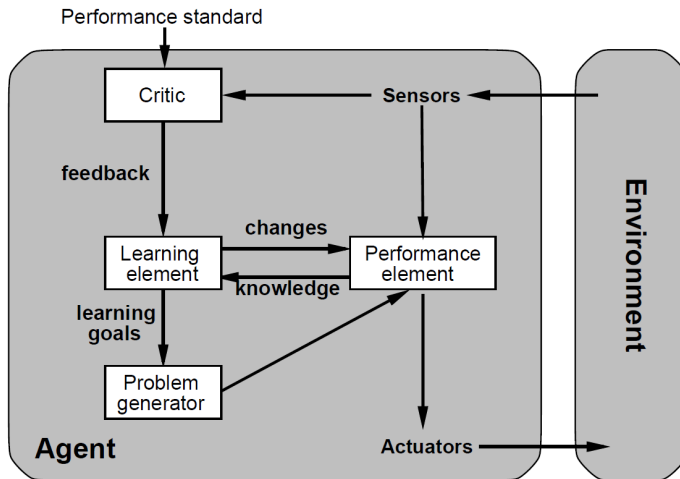 Performance standard
Critic
Sensors
feedback
changes
Learning
element
Performance
element
knowledge
learning
goals
Problem
generator
Agent
Actuators
Environment